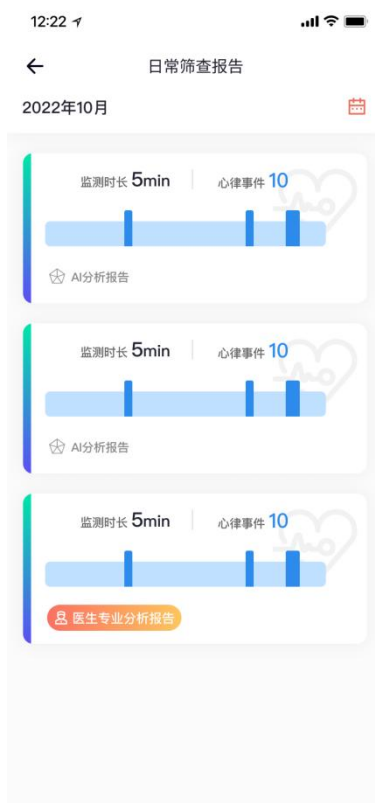 12:22
日常筛查报告
2022年10月
监测时长 5min 心律事件 10
AI分析报告
监测时长 5min 心律事件 10
AI分析报告
监测时长 5min 心律事件 10
医生专业分析报告